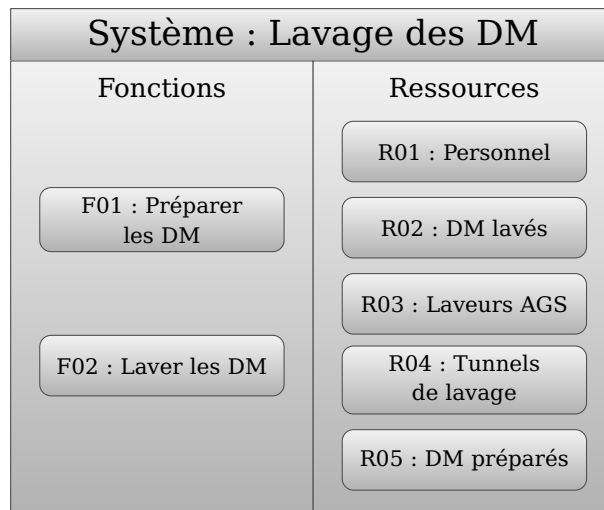 Système : Lavage des DM
Fonctions
F01 : Préparer
les DM
F02 : Laver les DM
Ressources
R01 : Personnel
R02 : DM lavés
R03 : Laveurs AGS
R04 : Tunnels
de lavage
R05 : DM préparés